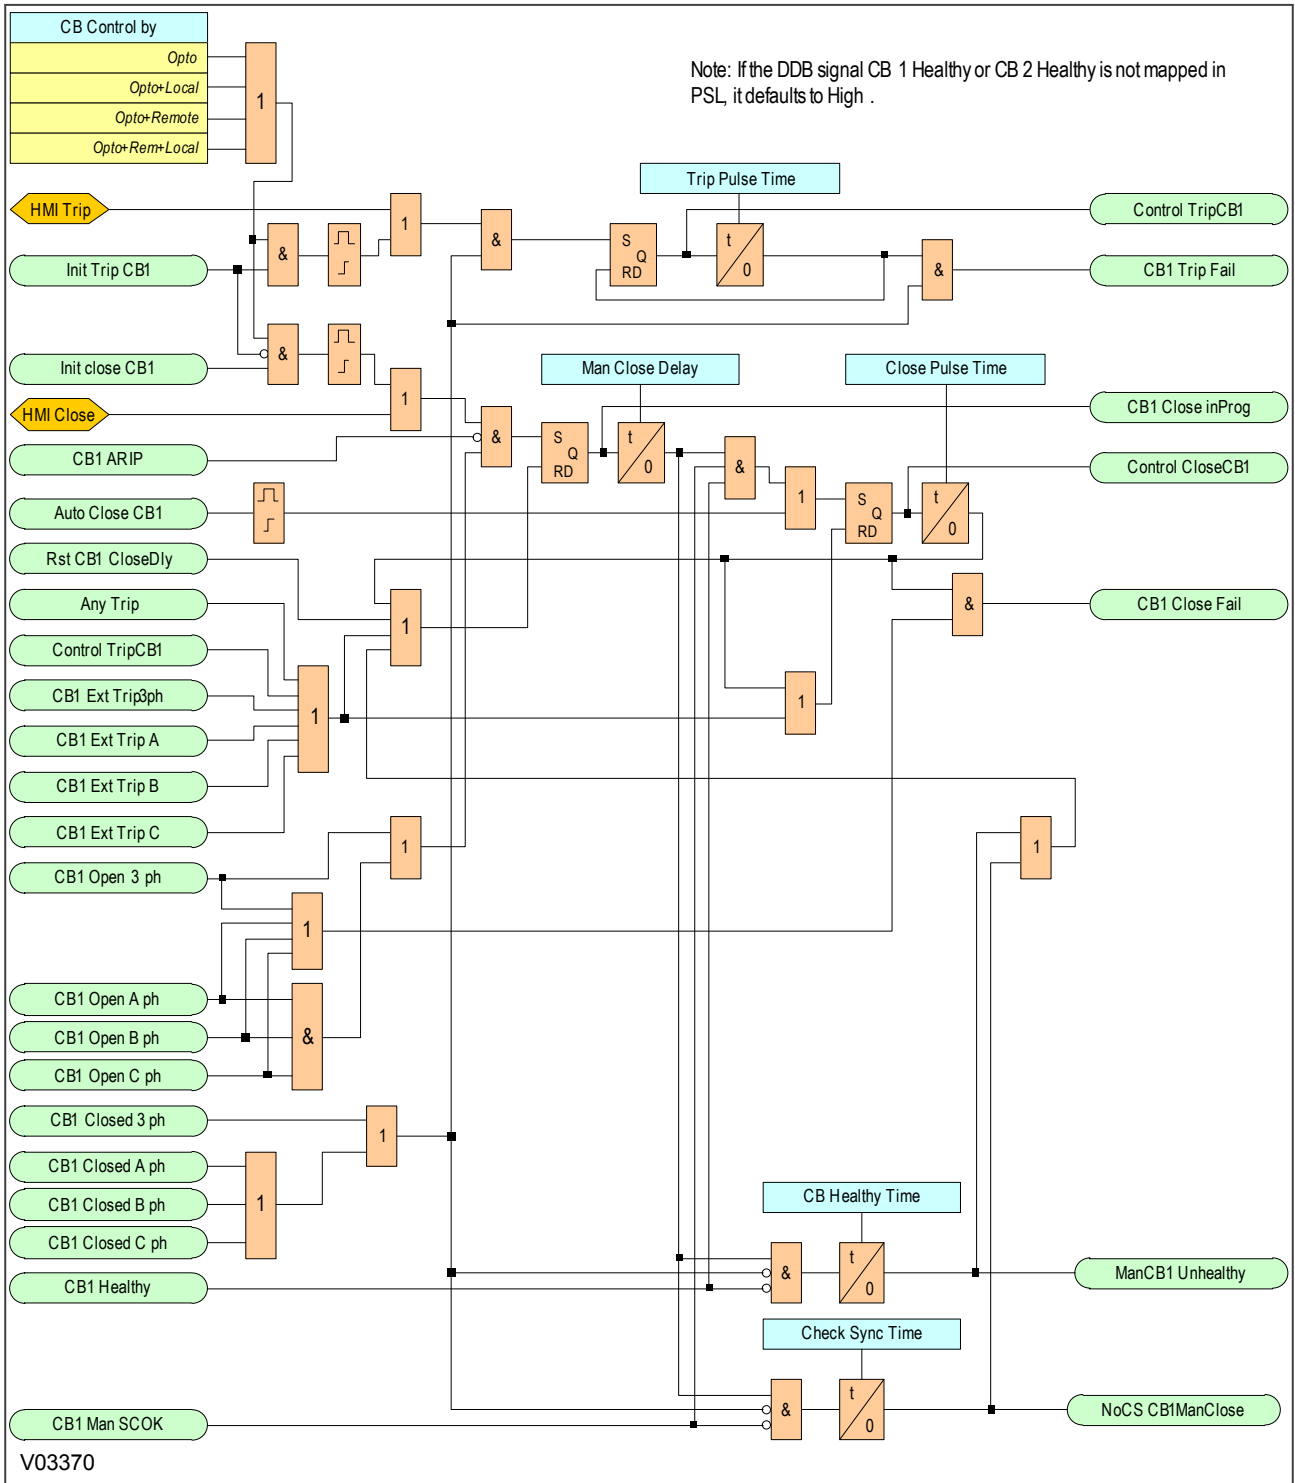 CB Control by
Opto
Opto+Local
Opto+Remote
Opto+Rem+Local
1
Note: If the DDB signal CB 1 Healthy or CB 2 Healthy is not mapped in
PSL, it defaults to High .
HMI Trip
Init Trip CB1
&
1
&
Trip Pulse Time
S
Q
RD
t
0
&
Control TripCB1
CB1 Trip Fail
Init close CB1
&
HMI Close
1
CB1 ARIP
&
Man Close Delay
S
Q
RD
t
0
&
1
Close Pulse Time
S
Q
RD
t
0
CB1 Close inProg
Control CloseCB1
Auto Close CB1
Rst CB1 CloseDly
Any Trip
1
&
CB1 Close Fail
Control TripCB1
CB1 Ext Trip3ph
CB1 Ext Trip A
1
1
CB1 Ext Trip B
CB1 Ext Trip C
1
1
CB1 Open 3 ph
1
CB1 Open A ph
CB1 Open B ph
&
CB1 Open C ph
CB1 Closed 3 ph
1
CB1 Closed A ph
CB1 Closed B ph
1
CB1 Closed C ph
CB Healthy Time
CB1 Healthy
&
t
0
ManCB1 Unhealthy
Check Sync Time
CB1 Man SCOK
&
t
0
NoCS CB1ManClose
V03370